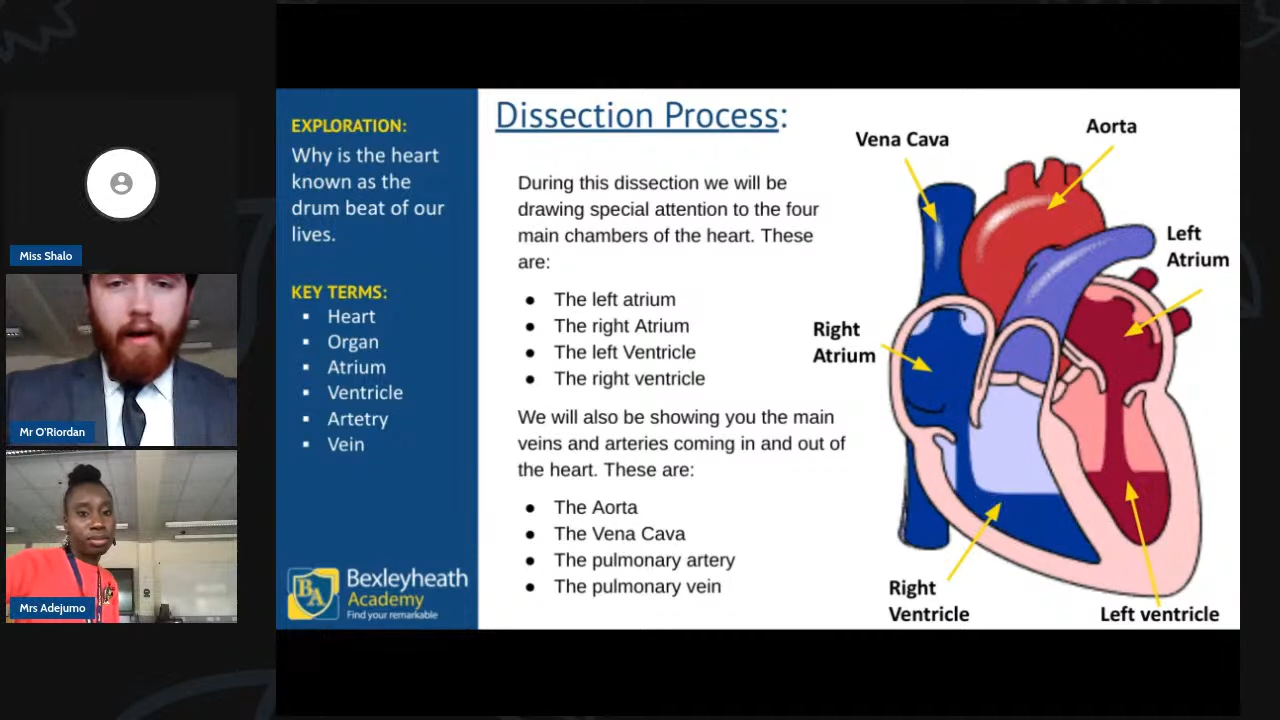 Miss Shalo
Mr O'Riordan
Mrs Adejumo
EXPLORATION:
Why is the heart
known as the
drum beat of our
lives.
KEY TERMS:
▪ Heart
▪ Organ
▪ Atrium
▪ Ventricle
▪ Artetry
▪ Vein
BA
Bexleyheath
Academy
Find your remarkable
Dissection Process:
During this dissection we will be
drawing special attention to the four
main chambers of the heart. These
are:
● The left atrium
● The right Atrium
● The left Ventricle
● The right ventricle
We will also be showing you the main
veins and arteries coming in and out of
the heart. These are:
● The Aorta
● The Vena Cava
● The pulmonary artery
● The pulmonary vein
Vena Cava
Aorta
Left
Atrium
Right
Atrium
Right
Ventricle
Left ventricle